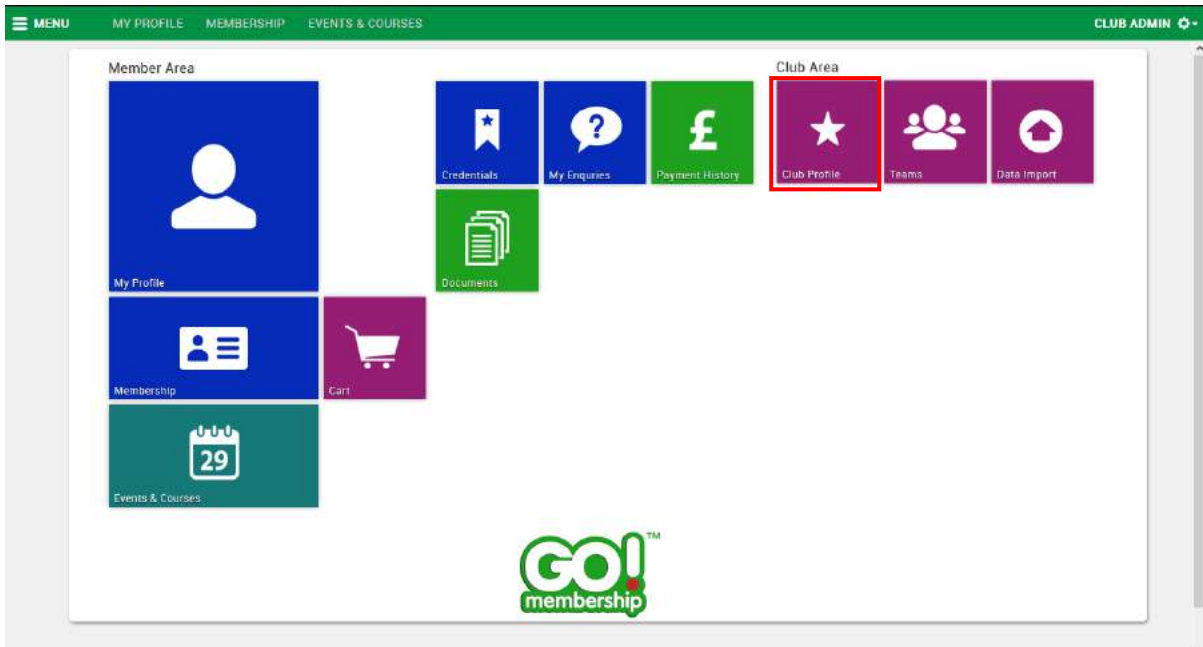 MENU MY PROFILE MEMBERSHIP EVENTS & COURSES CLUB ADMIN
Member Area Club Area
Credentials My Enquries Payment History Club Profile Teams Data Import
My Profile Documents
Membership Cart
29
Events & Courses
GO!™
membership